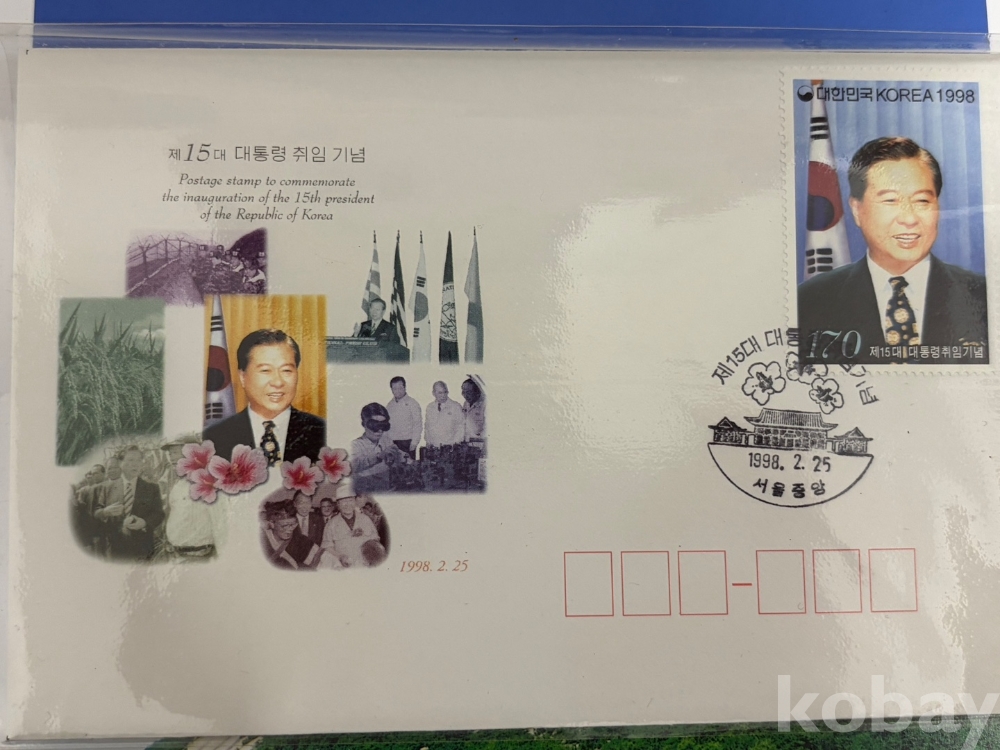 대한민국 KOREA 1998
제15대 대통령 취임 기념
Postage stamp to commemorate
the inauguration of the 15th president
of the Republic of Korea
170
제15대 대통령취임기념
제15대 대통
기념
1998. 2. 25
서울중앙
1998. 2. 25
kobay